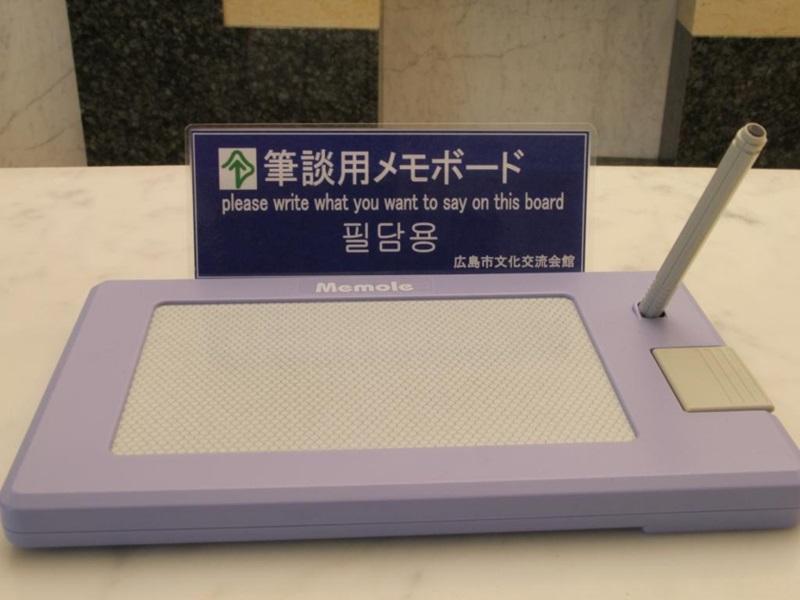 筆談用メモボード
please write what you want to say on this board
필담용
広島市文化交流会館
Memole